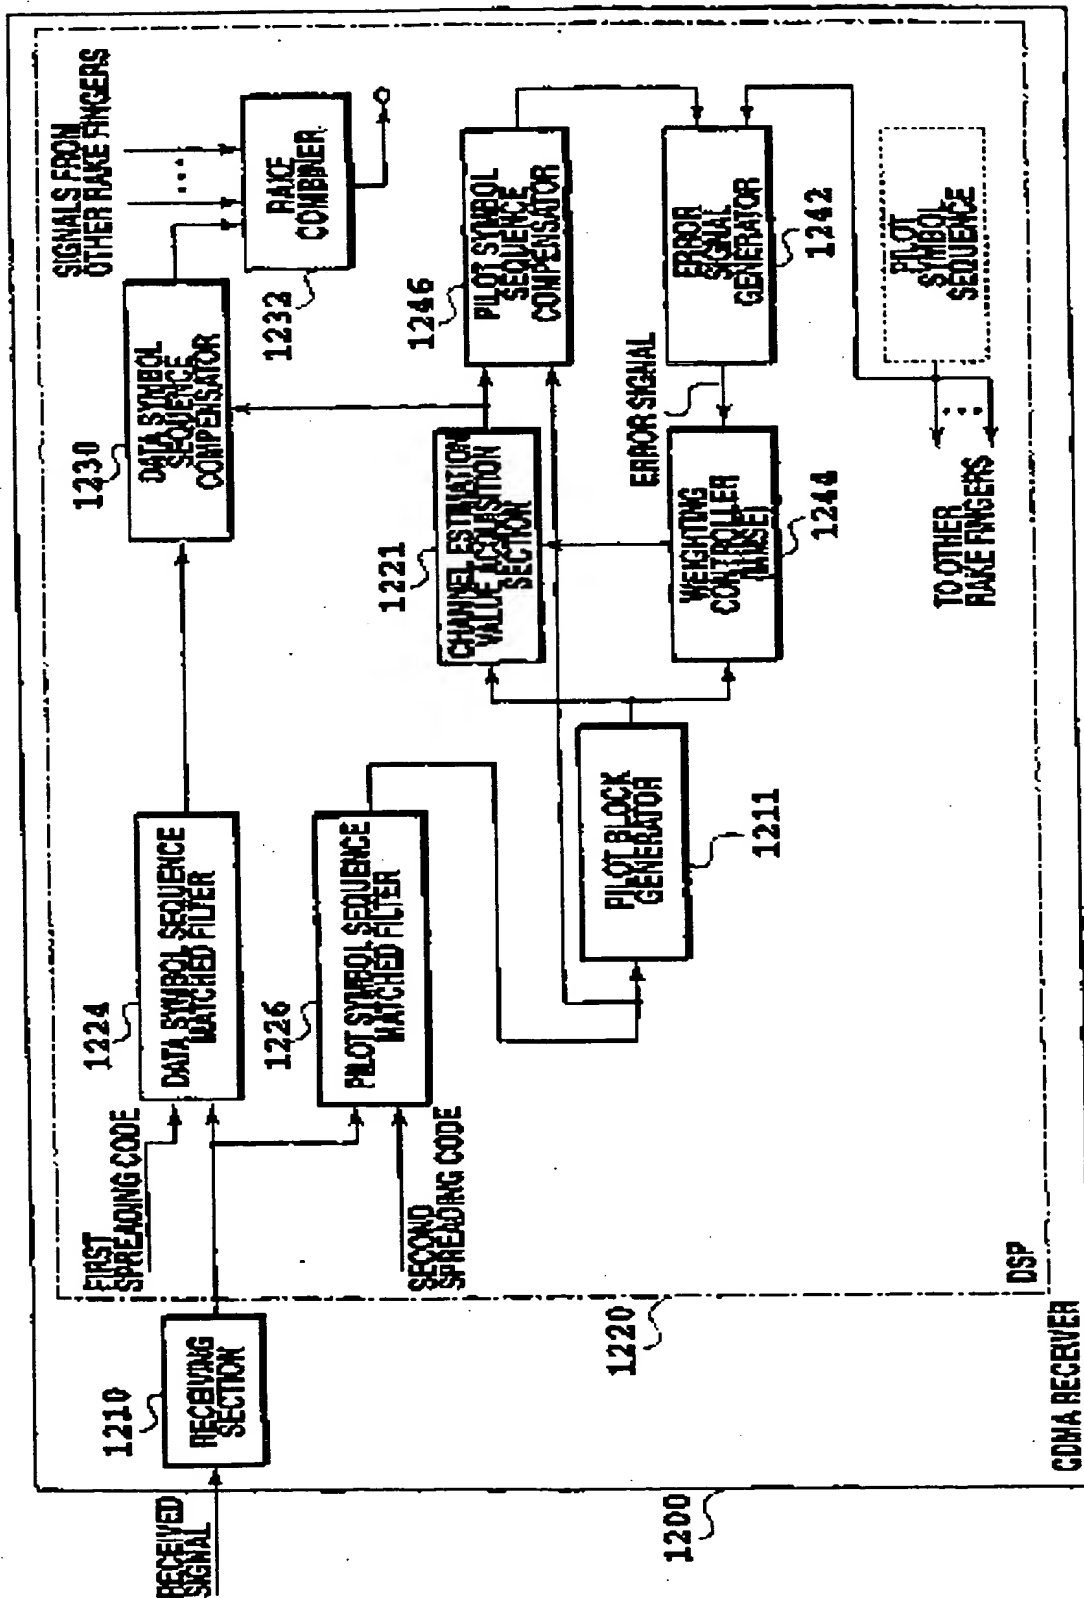 RECEIVED
SIGNAL
1200
CDMA RECEIVER
1210
RECEIVING
SECTION
1220
DSP
FIRST
SPREADING CODE
SECOND
SPREADING CODE
1224
DATA SYMBOL SEQUENCE
MATCHED FILTER
1226
PILOT SYMBOL SEQUENCE
MATCHED FILTER
PILOT BLOCK
GENERATOR
1211
1230
DATA SYMBOL
SEQUENCE
COMPENSATOR
1221
CHANNEL ESTIMATION
VALUE ACQUISITION
SECTION
WEIGHTING
CONTROLLER
1244
ERROR SIGNAL
SIGNALS FROM
OTHER RAKE FINGERS
RAKE
COMBINER
1232
1246
PILOT SYMBOL
SEQUENCE
COMPENSATOR
ERROR
SIGNAL
GENERATOR
1242
PILOT
SYMBOL
SEQUENCE
TO OTHER
RAKE FINGERS